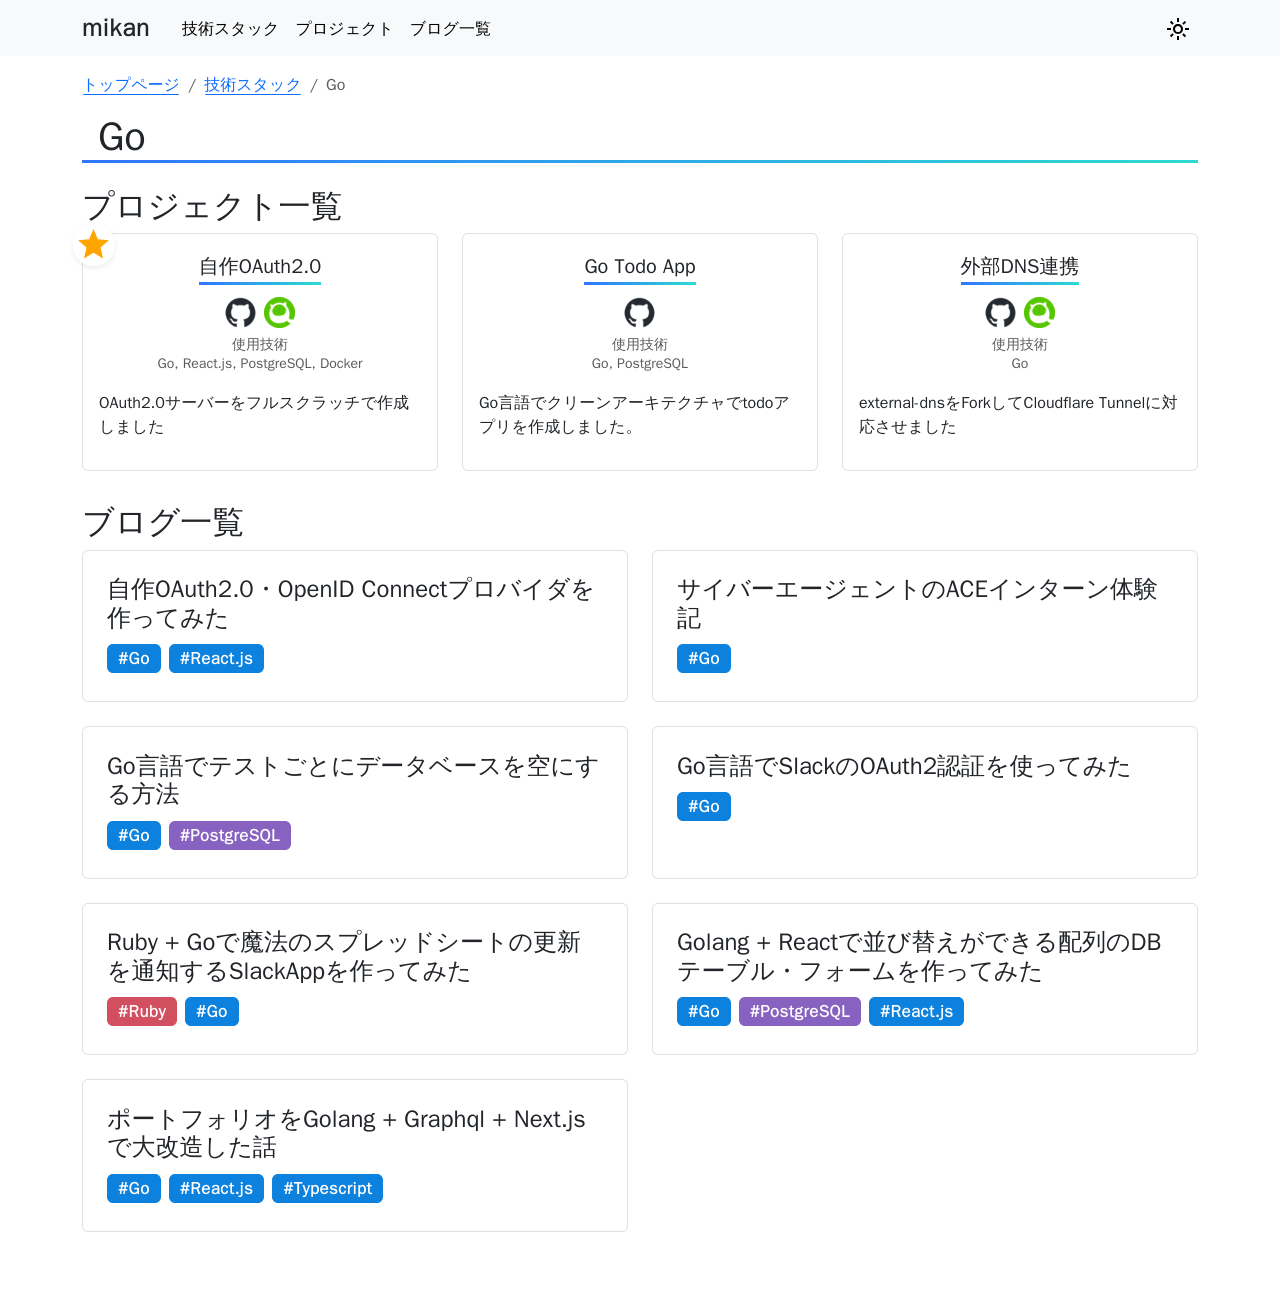 mikan 技術スタック プロジェクト ブログ一覧
トップページ / 技術スタック / Go
Go
プロジェクト一覧
自作OAuth2.0
使用技術
Go, React.js, PostgreSQL, Docker
OAuth2.0サーバーをフルスクラッチで作成
しました
Go Todo App
使用技術
Go, PostgreSQL
Go言語でクリーンアーキテクチャでtodoア
プリを作成しました。
外部DNS連携
使用技術
Go
external-dnsをForkしてCloudflare Tunnelに対
応させました
ブログ一覧
自作OAuth2.0・OpenID Connectプロバイダを
作ってみた
#Go #React.js
サイバーエージェントのACEインターン体験
記
#Go
Go言語でテストごとにデータベースを空にす
る方法
#Go #PostgreSQL
Go言語でSlackのOAuth2認証を使ってみた
#Go
Ruby + Goで魔法のスプレッドシートの更新
を通知するSlackAppを作ってみた
#Ruby #Go
Golang + Reactで並び替えができる配列のDB
テーブル・フォームを作ってみた
#Go #PostgreSQL #React.js
ポートフォリオをGolang + Graphql + Next.js
で大改造した話
#Go #React.js #Typescript